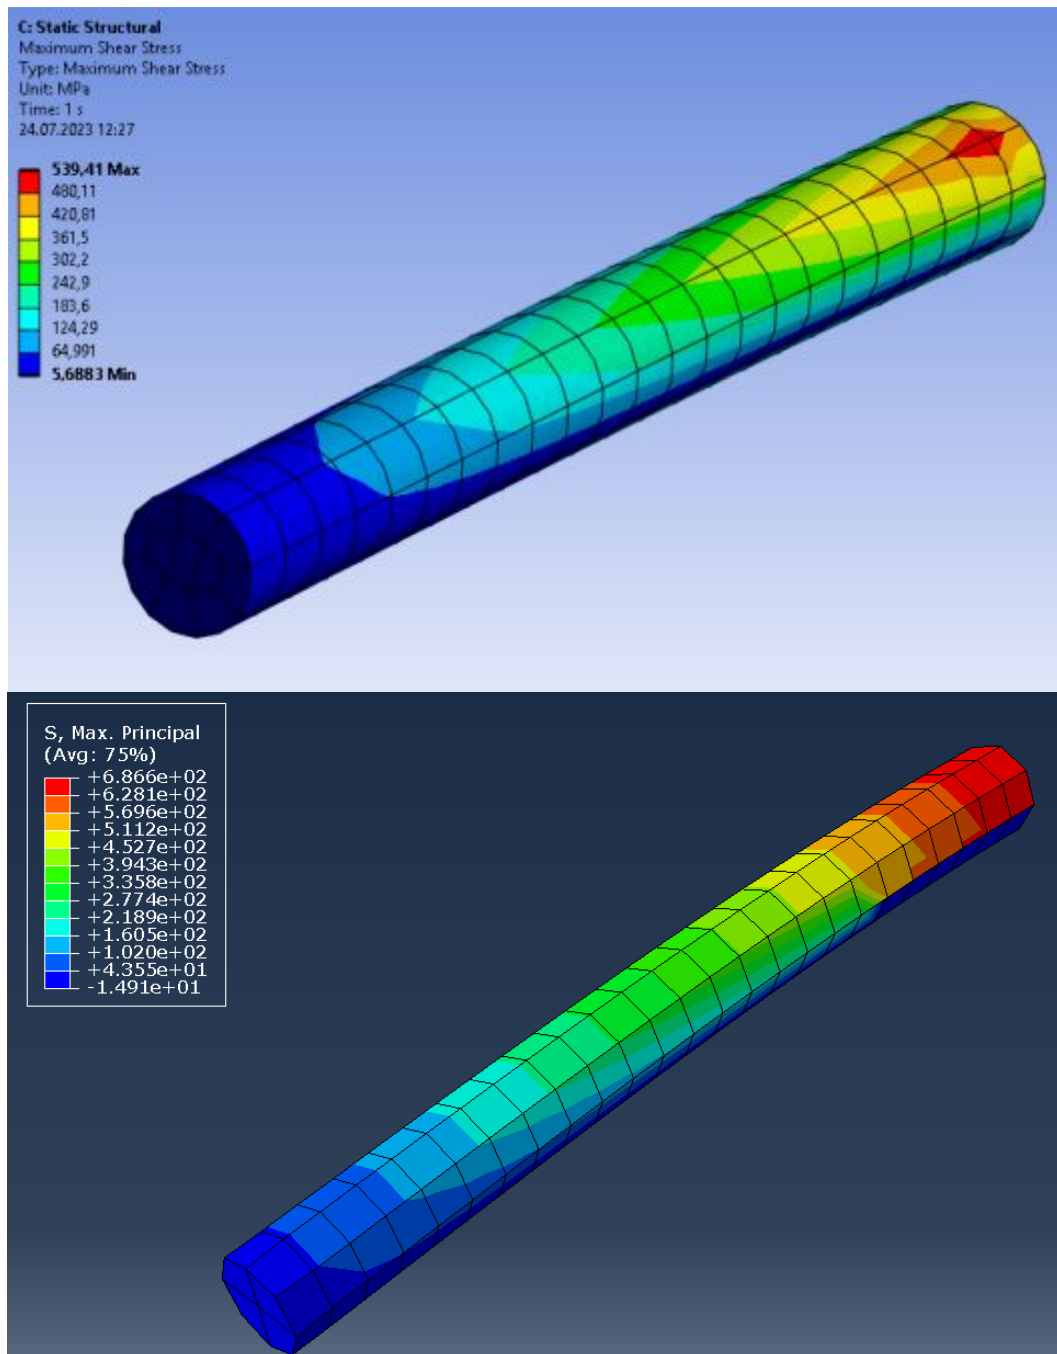 C: Static Structural
Maximum Shear Stress
Type: Maximum Shear Stress
Unit: MPa
Time: 1 s
24.07.2023 12:27
539,41 Max
480,11
420,81
361,5
302,2
242,9
183,6
124,29
64,991
5,6883 Min
S, Max. Principal
(Avg: 75%)
+6.866e+02
+6.281e+02
+5.696e+02
+5.112e+02
+4.527e+02
+3.943e+02
+3.358e+02
+2.774e+02
+2.189e+02
+1.605e+02
+1.020e+02
+4.355e+01
-1.491e+01